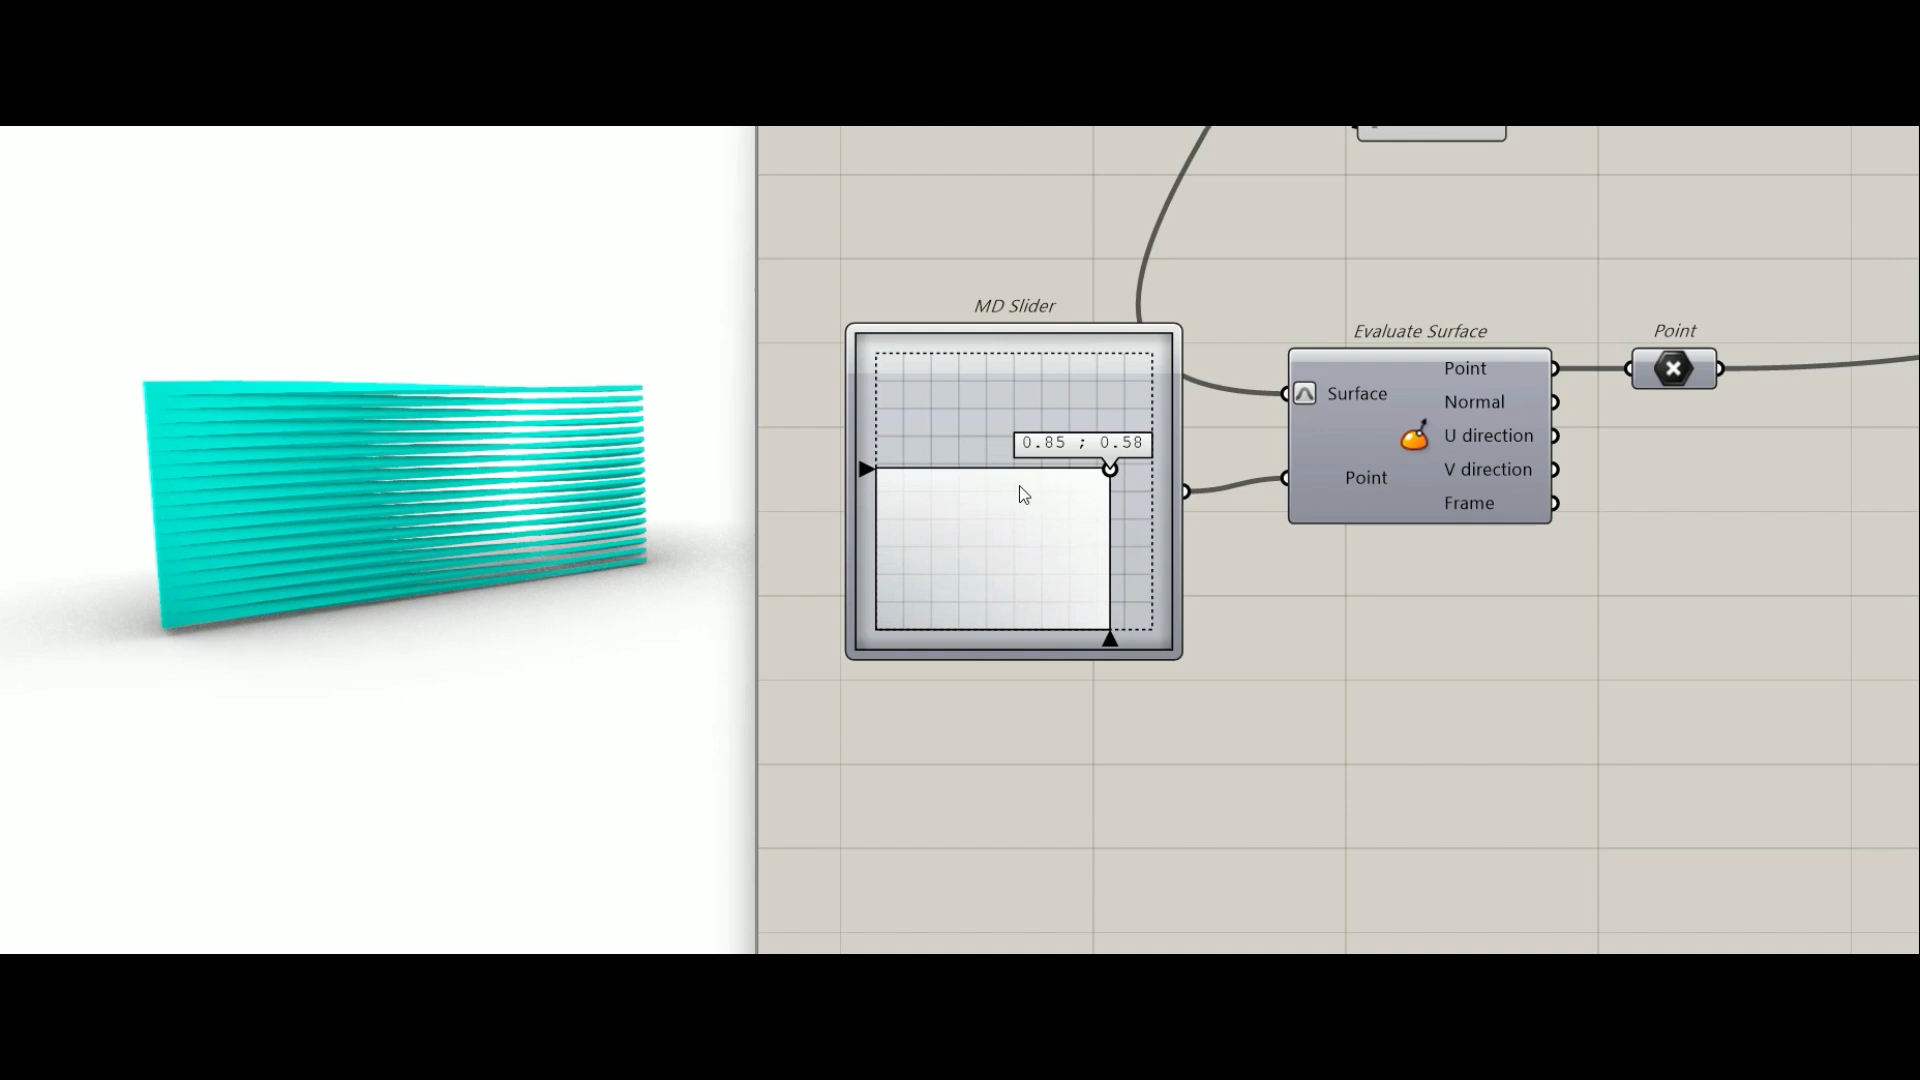 MD Slider
0.85 ; 0.58
Evaluate Surface
Surface
Point
Point
Normal
U direction
V direction
Frame
Point